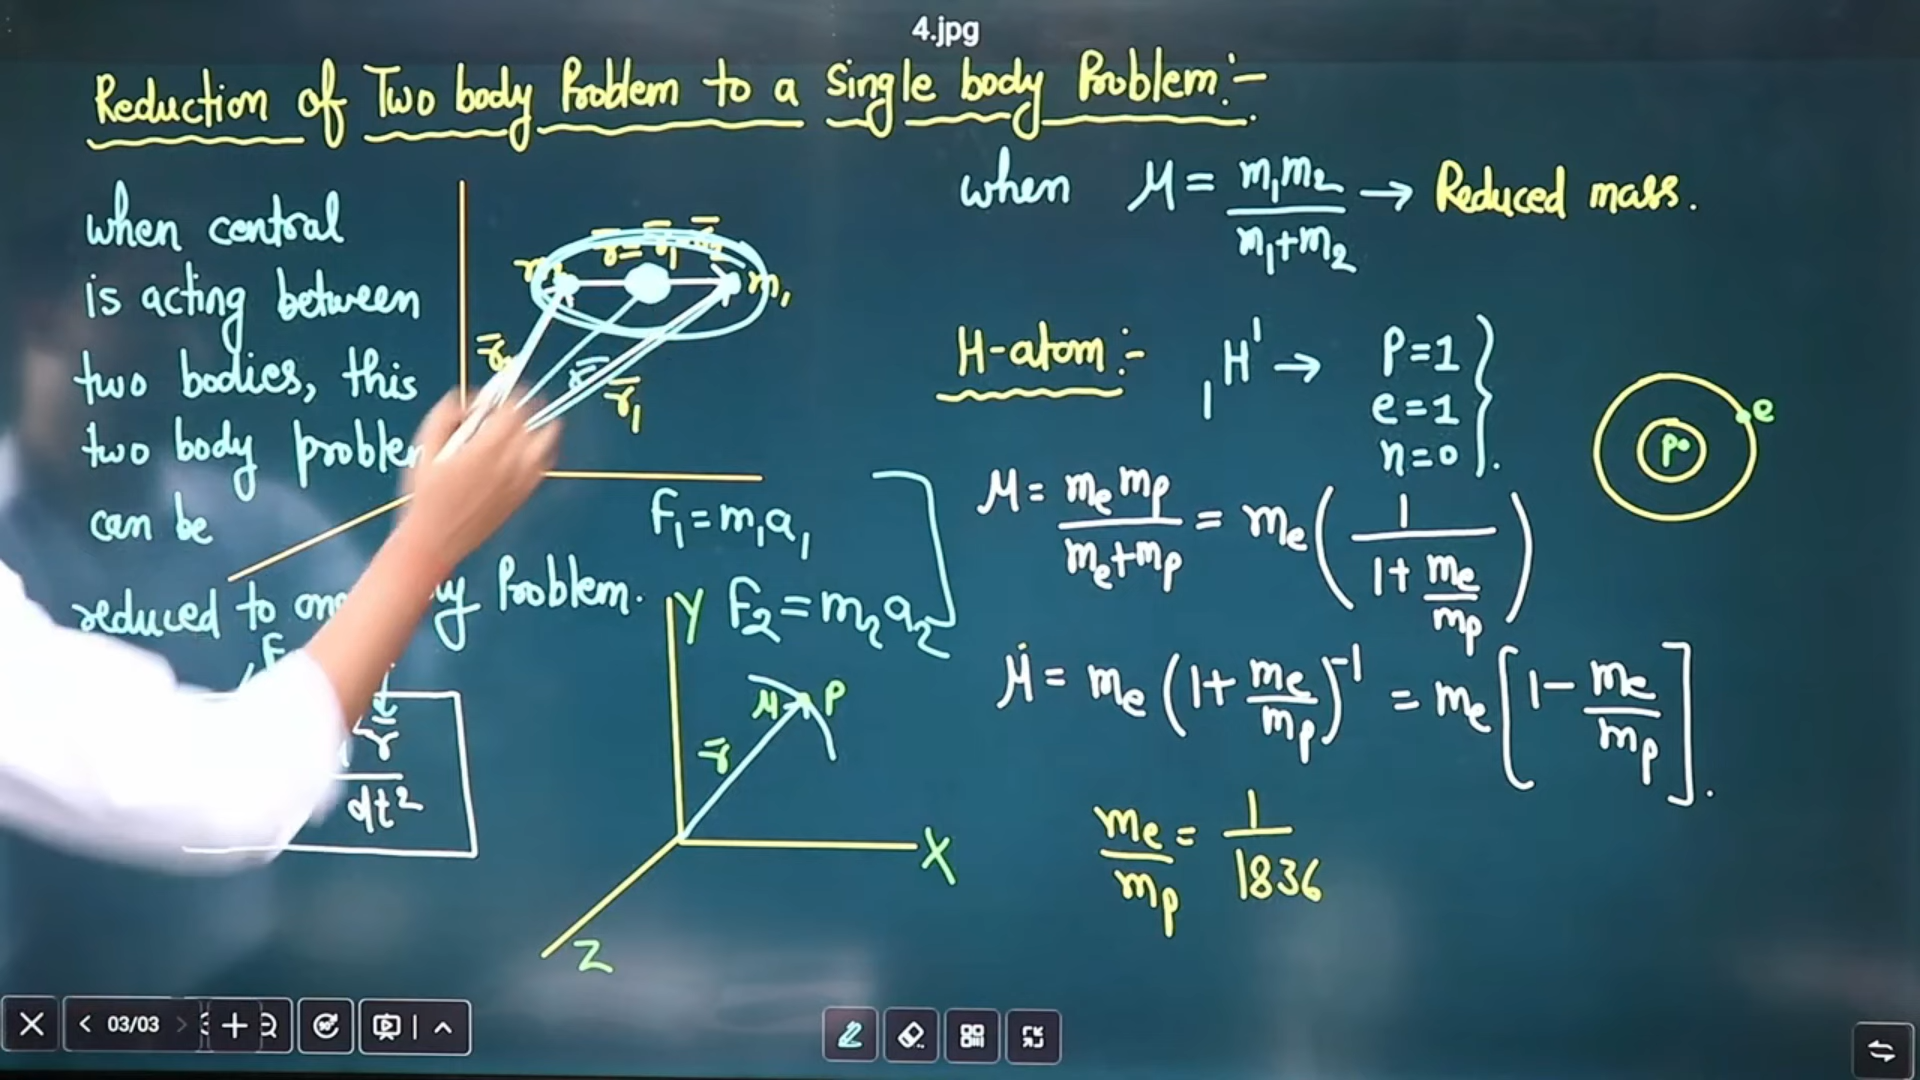 4.jpg
Reduction of Two body Problem to a Single body Problem:-
when central
is acting between
two bodies, this
two body problem
can be
reduced to Problem.
r̅ = r̅₁ - r̅₂
m₁
r̅
r̅₁
F₁ = m₁a₁
F₂ = m₂a₂
r̅
dt²
Y
M
P
r̅
X
Z
when μ = m₁m₂ / m₁+m₂ → Reduced mass.
H-atom:- ₁H¹ → P=1
e=1
n=0
e
P
μ = mₑmₚ / mₑ+mₚ = mₑ (1 / 1+ mₑ/mₚ)
μ = mₑ (1+ mₑ/mₚ)⁻¹ = mₑ [1 - mₑ/mₚ].
mₑ/mₚ = 1/1836
03/03
90°